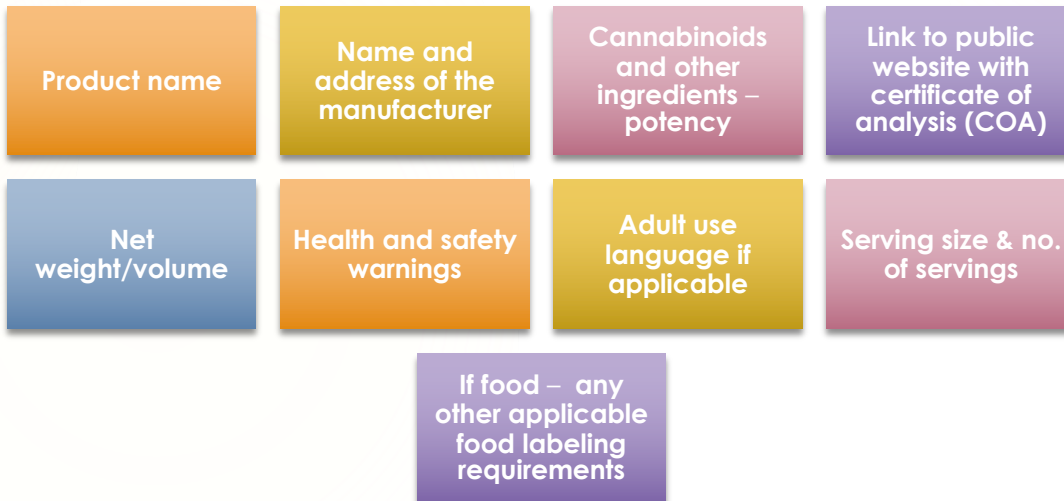 Product name
Name and
address of the
manufacturer
Cannabinoids
and other
ingredients –
potency
Link to public
website with
certificate of
analysis (COA)
Net
weight/volume
Health and safety
warnings
Adult use
language if
applicable
Serving size & no.
of servings
If food – any
other applicable
food labeling
requirements